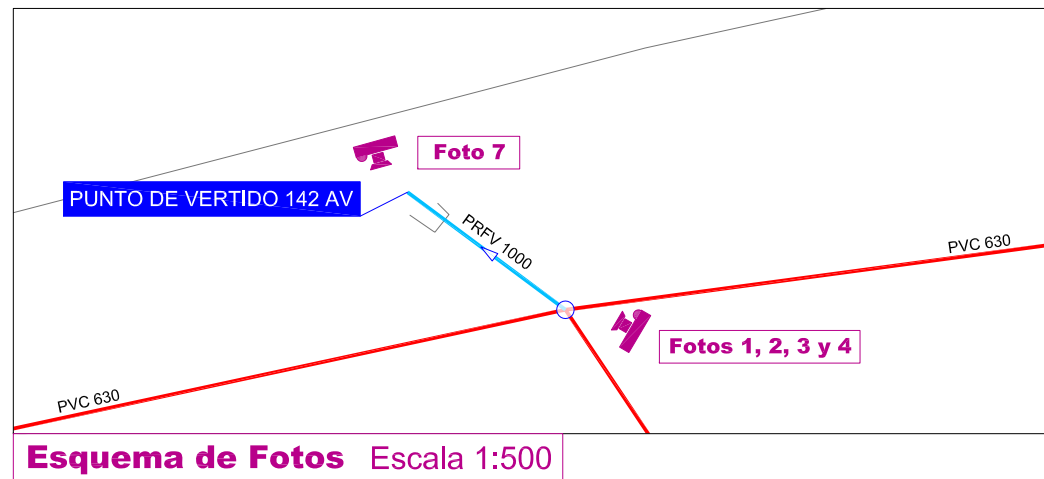 Foto 7
PUNTO DE VERTIDO 142 AV
PRFV 1000
PVC 630
Fotos 1, 2, 3 y 4
PVC 630
Esquema de Fotos Escala 1:500